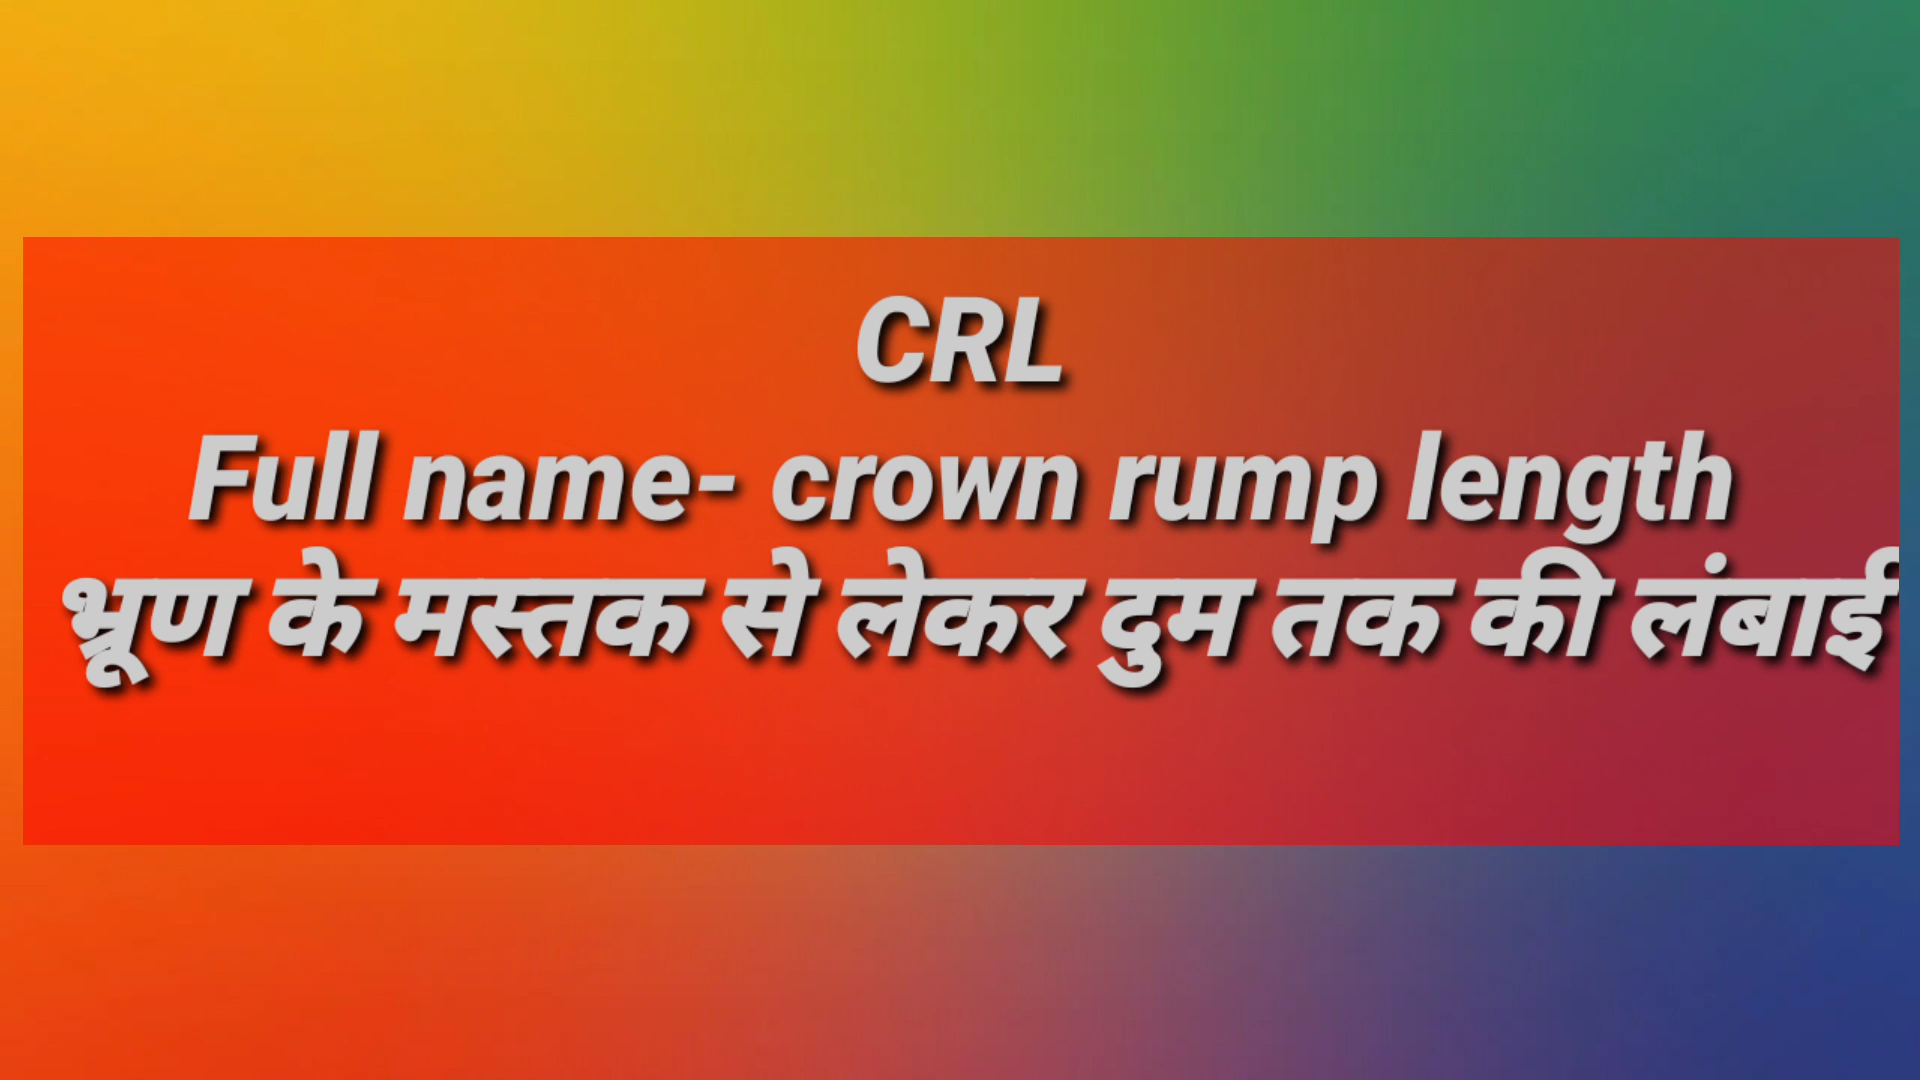 CRL
Full name- crown rump length
भ्रूण के मस्तक से लेकर दुम तक की लंबाई